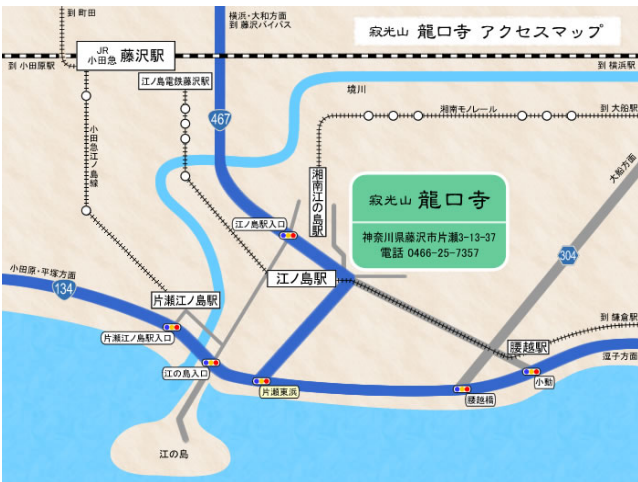 到 町田
横浜・大和方面
到 藤沢バイパス
寂光山 龍口寺 アクセスマップ
JR
小田急 藤沢駅
到 小田原駅
到 横浜駅
江ノ島電鉄藤沢駅
境川
湘南モノレール
到 大船駅
467
小田急江ノ島線
湘南江の島駅
大船方面
寂光山 龍口寺
神奈川県藤沢市片瀬3-13-37
電話 0466-25-7357
江ノ島駅入口
304
小田原・平塚方面
134
江ノ島駅
片瀬江ノ島駅
到 鎌倉駅
片瀬江ノ島駅入口
腰越駅
逗子方面
江の島入口
小動
片瀬東浜
腰越橋
江の島